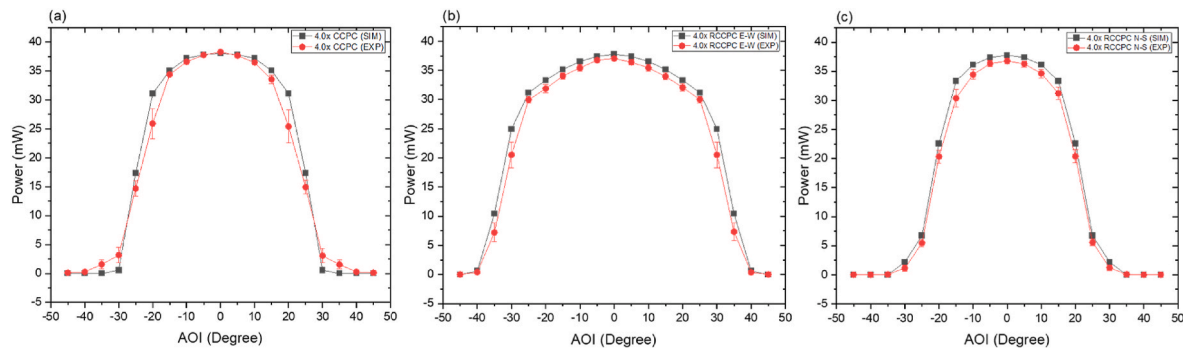 (a)
4.0x CCPC (SIM)
4.0x CCPC (EXP)
40
35
30
25
20
15
10
5
0
-5
Power (mW)
-50 -40 -30 -20 -10 0 10 20 30 40 50
AOI (Degree)
(b)
4.0x RCCPC E-W (SIM)
4.0x RCCPC E-W (EXP)
40
35
30
25
20
15
10
5
0
-5
Power (mW)
-50 -40 -30 -20 -10 0 10 20 30 40 50
AOI (Degree)
(c)
4.0x RCCPC N-S (SIM)
4.0x RCCPC N-S (EXP)
40
35
30
25
20
15
10
5
0
-5
Power (mW)
-50 -40 -30 -20 -10 0 10 20 30 40 50
AOI (Degree)